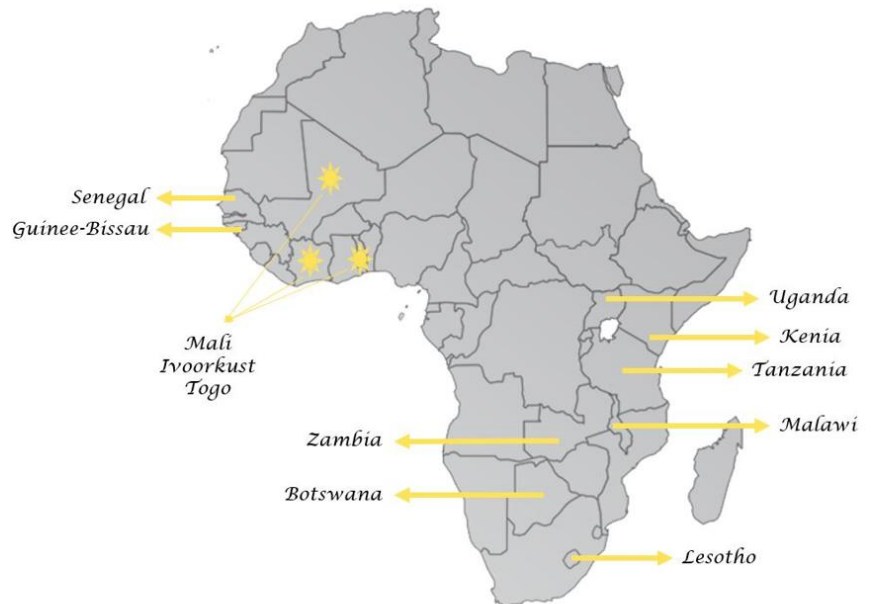 Senegal
Guinee-Bissau
Uganda
Kenia
Mali
Ivoorkust
Togo
Tanzania
Malawi
Zambia
Botswana
Lesotho